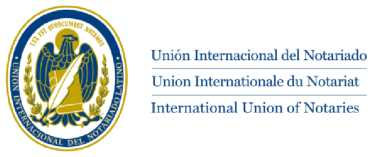 UNION INTERNACIONAL DEL NOTARIADO LATINO
Unión Internacional del Notariado
Union Internationale du Notariat
International Union of Notaries